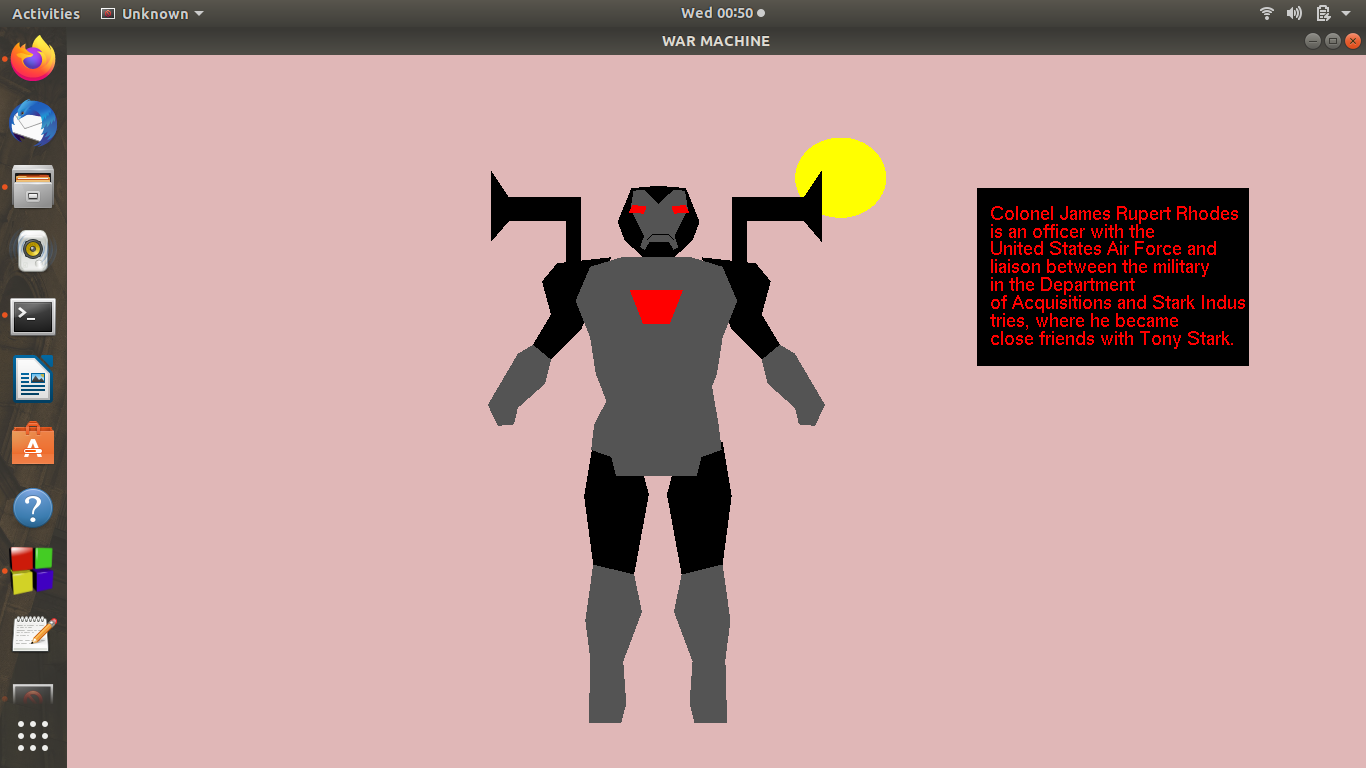 Activities
Unknown
Wed 00:50
WAR MACHINE
Colonel James Rupert Rhodes
is an officer with the
United States Air Force and
liaison between the military
in the Department
of Acquisitions and Stark Indus
tries, where he became
close friends with Tony Stark.